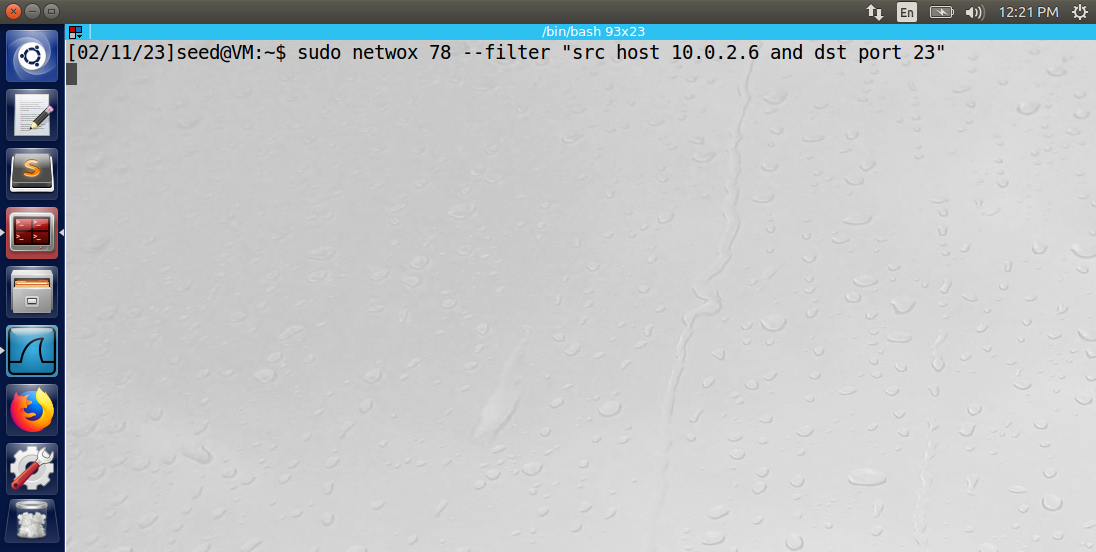 En 12:21 PM
/bin/bash 93x23
[02/11/23]seed@VM:~$ sudo netwox 78 --filter "src host 10.0.2.6 and dst port 23"
S